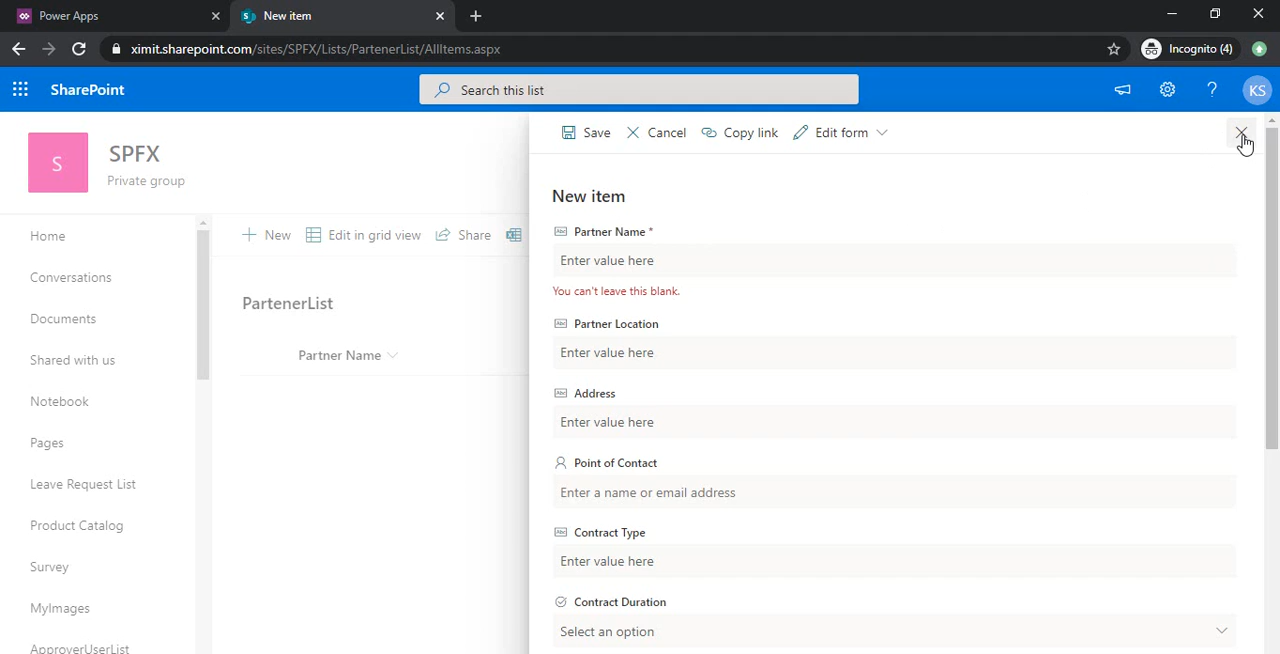 Power Apps
New item
ximit.sharepoint.com/sites/SPFX/Lists/PartenerList/AllItems.aspx
Incognito (4)
SharePoint
Search this list
?
KS
S
SPFX
Private group
Save
Cancel
Copy link
Edit form
Home
Conversations
Documents
Shared with us
Notebook
Pages
Leave Request List
Product Catalog
Survey
MyImages
ApproverUserList
New
Edit in grid view
Share
PartenerList
Partner Name
New item
Abc Partner Name *
Enter value here
You can't leave this blank.
Abc Partner Location
Enter value here
Abc Address
Enter value here
Point of Contact
Enter a name or email address
Abc Contract Type
Enter value here
Contract Duration
Select an option